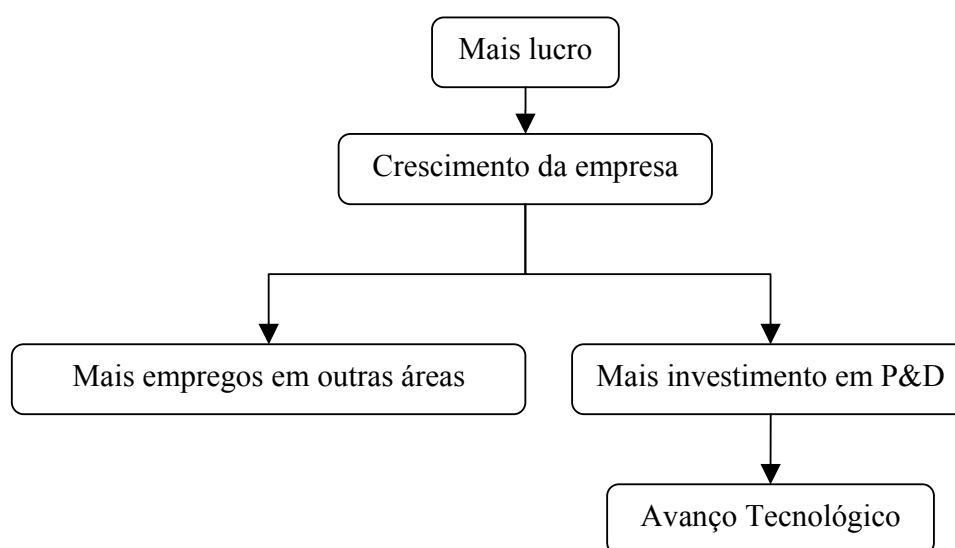 Mais lucro
Crescimento da empresa
Mais empregos em outras áreas
Mais investimento em P&D
Avanço Tecnológico